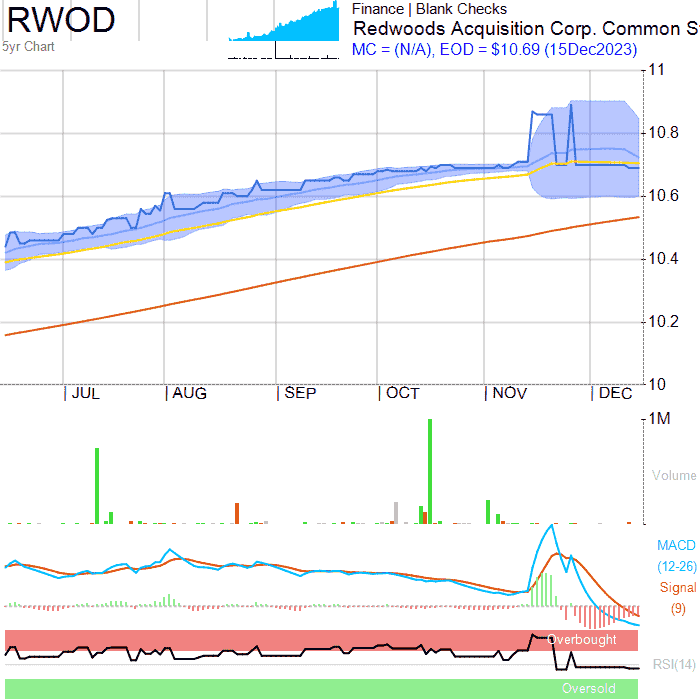 RWOD
5yr Chart
Finance | Blank Checks
Redwoods Acquisition Corp. Common S
MC = (N/A), EOD = $10.69 (15Dec2023)
11
10.8
10.6
10.4
10.2
10
JUL AUG SEP OCT NOV DEC
1M
Volume
MACD
(12-26)
Signal
(9)
Overbought
RSI(14)
Oversold